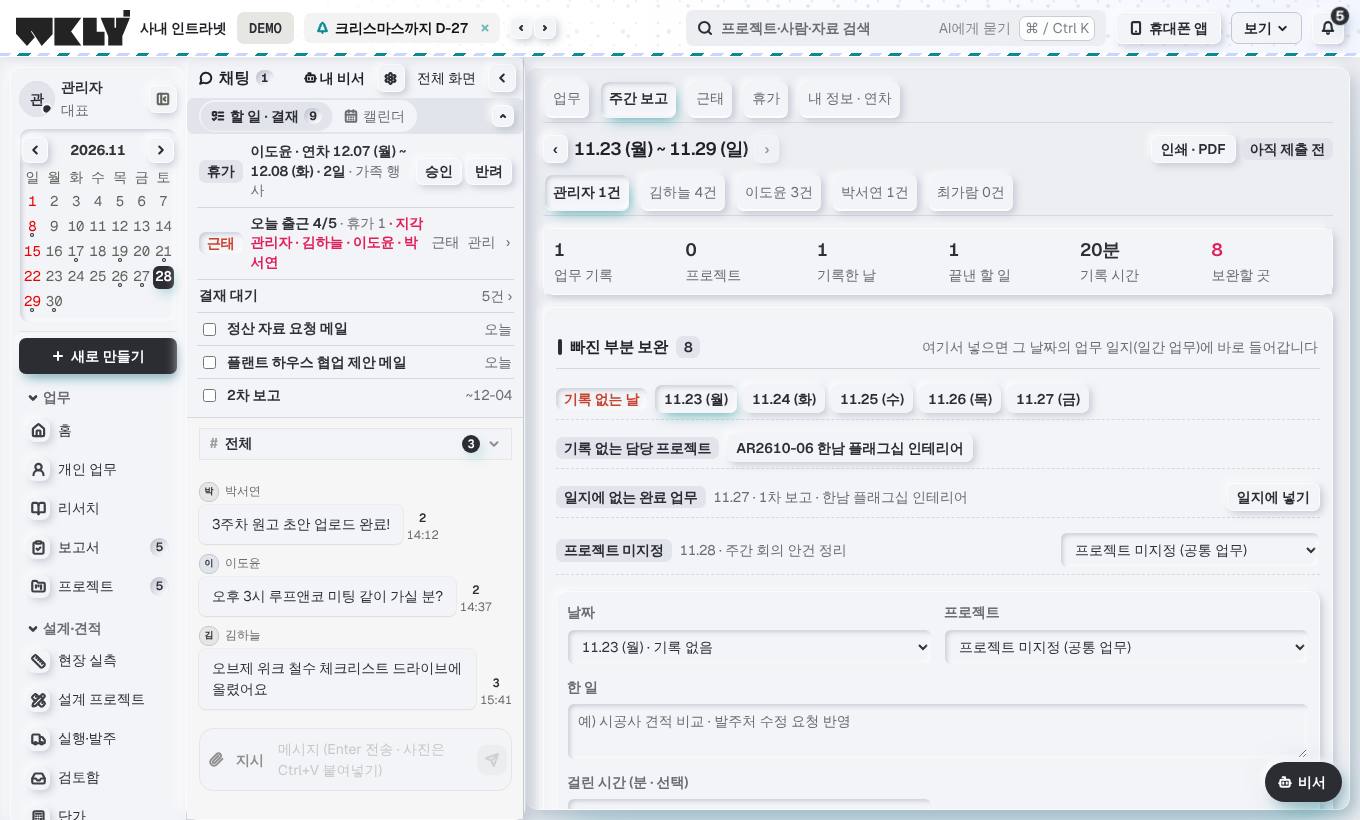 WKLY 사내 인트라넷 DEMO 크리스마스까지 D-27 × ‹ › 프로젝트·사람·자료 검색 AI에게 묻기 ⌘ / Ctrl K 휴대폰 앱 보기 5
관 관리자
대표
2026.11
일 월 화 수 목 금 토
1 2 3 4 5 6 7
8 9 10 11 12 13 14
15 16 17 18 19 20 21
22 23 24 25 26 27 28
29 30
+ 새로 만들기
업무
홈
개인 업무
리서치
보고서 5
프로젝트 5
설계·견적
현장 실측
설계 프로젝트
실행·발주
검토함
단가
채팅 1 내 비서 전체 화면
할 일 · 결재 9 캘린더
휴가 이도윤 · 연차 12.07 (월) ~
12.08 (화) · 2일 · 가족 행
사
승인 반려
근태 오늘 출근 4/5 · 휴가 1 · 지각
관리자 · 김하늘 · 이도윤 · 박
서연
근태 관리 ›
결재 대기 5건 ›
정산 자료 요청 메일 오늘
플랜트 하우스 협업 제안 메일 오늘
2차 보고 ~12-04
# 전체 3
박 박서연
3주차 원고 초안 업로드 완료! 2
14:12
이 이도윤
오후 3시 루프앤코 미팅 같이 가실 분? 2
14:37
김 김하늘
오브제 위크 철수 체크리스트 드라이브에
올렸어요
3
15:41
지시 메시지 (Enter 전송 · 사진은
Ctrl+V 붙여넣기)
업무 주간 보고 근태 휴가 내 정보 · 연차
‹ 11.23 (월) ~ 11.29 (일) › 인쇄 · PDF 아직 제출 전
관리자 1건 김하늘 4건 이도윤 3건 박서연 1건 최가람 0건
1 0 1 1 20분 8
업무 기록 프로젝트 기록한 날 끝낸 할 일 기록 시간 보완할 곳
빠진 부분 보완 8 여기서 넣으면 그 날짜의 업무 일지(일간 업무)에 바로 들어갑니다
기록 없는 날 11.23 (월) 11.24 (화) 11.25 (수) 11.26 (목) 11.27 (금)
기록 없는 담당 프로젝트 AR2610-06 한남 플래그십 인테리어
일지에 없는 완료 업무 11.27 · 1차 보고 · 한남 플래그십 인테리어 일지에 넣기
프로젝트 미지정 11.28 · 주간 회의 안건 정리 프로젝트 미지정 (공통 업무)
날짜 프로젝트
11.23 (월) · 기록 없음 프로젝트 미지정 (공통 업무)
한 일
예) 시공사 견적 비교 · 발주처 수정 요청 반영
걸린 시간 (분 · 선택)
비서